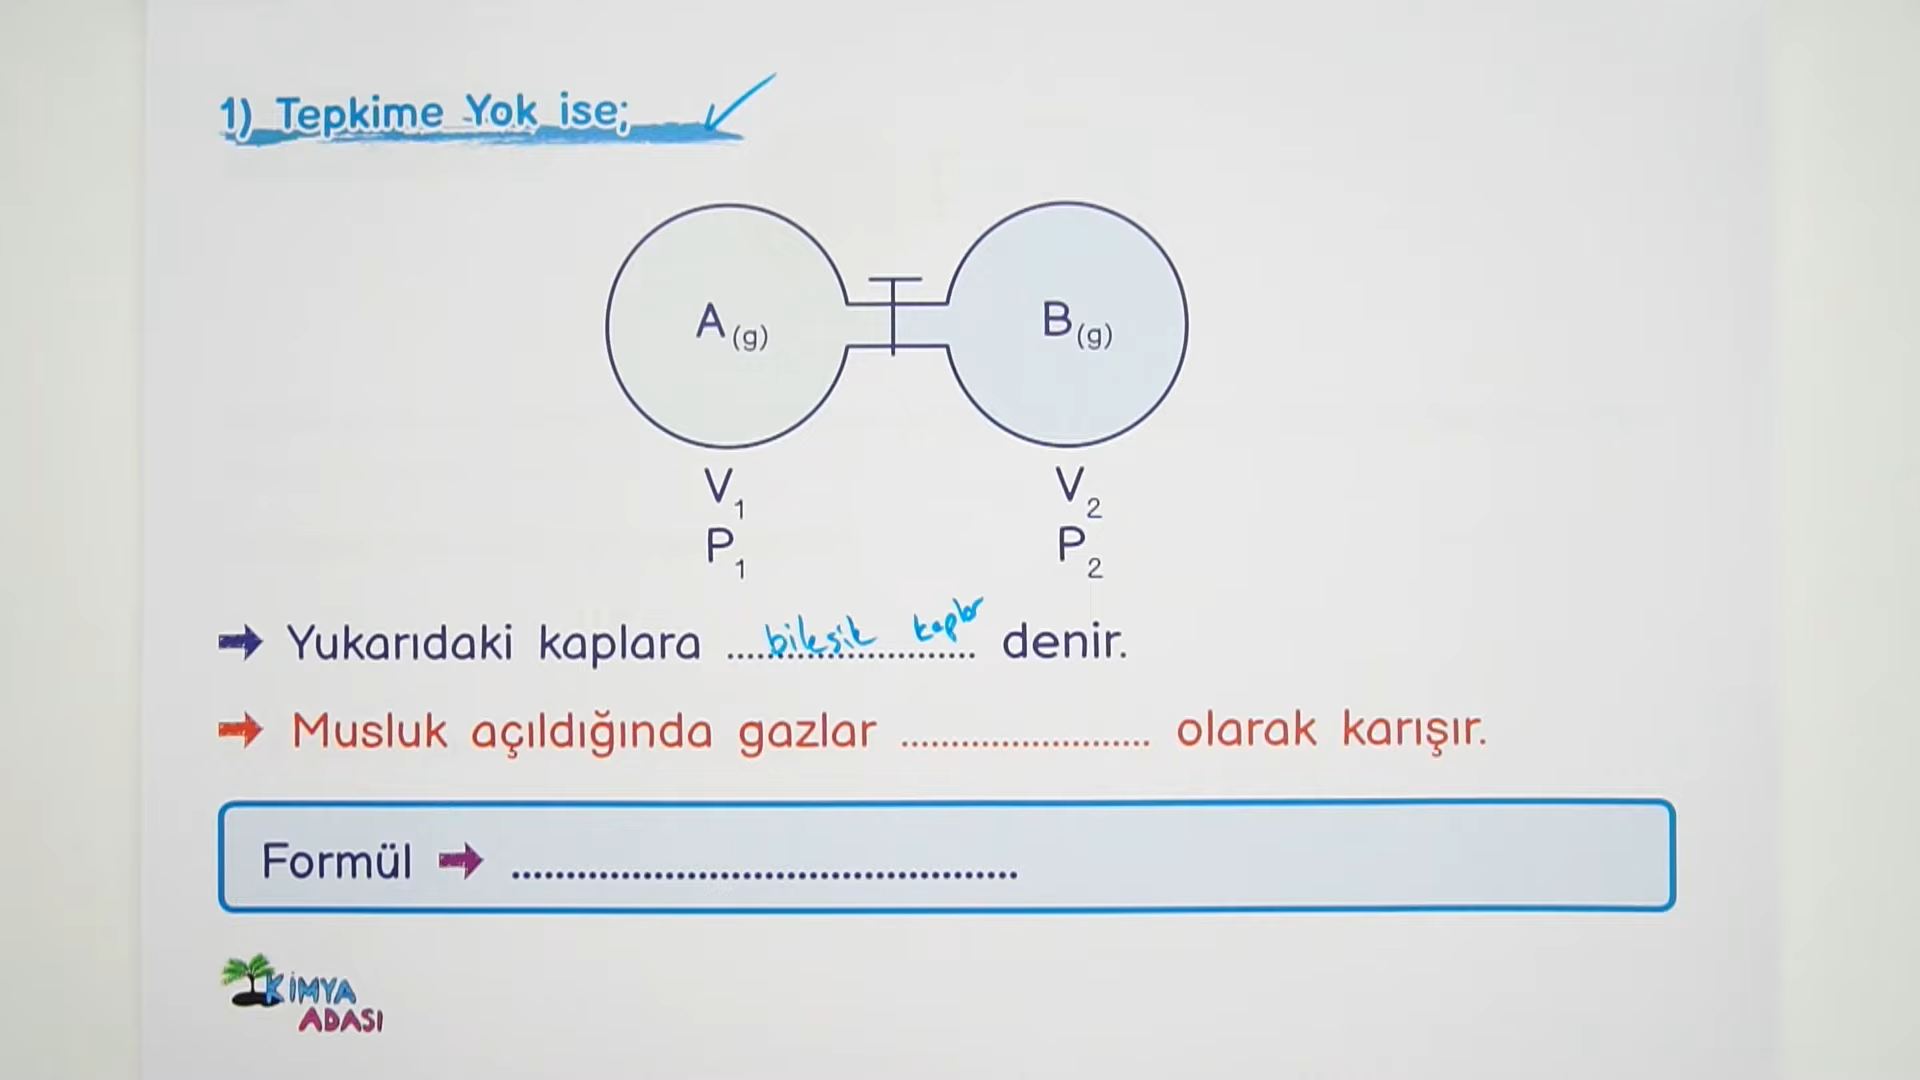 1) Tepkime Yok ise;
A(g) B(g)
V1 V2
P1 P2
Yukarıdaki kaplara ........................ bileşik kaplar denir.
Musluk açıldığında gazlar ........................ olarak karışır.
Formül ................................................
KİMYA
ADASI